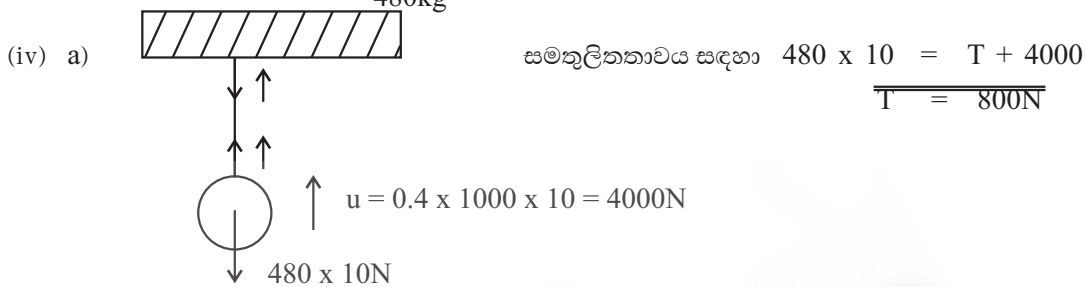 480kg
(iv) a) සමතුලිතතාවය සඳහා 480 x 10 = T + 4000
T = 800N
u = 0.4 x 1000 x 10 = 4000N
480 x 10N